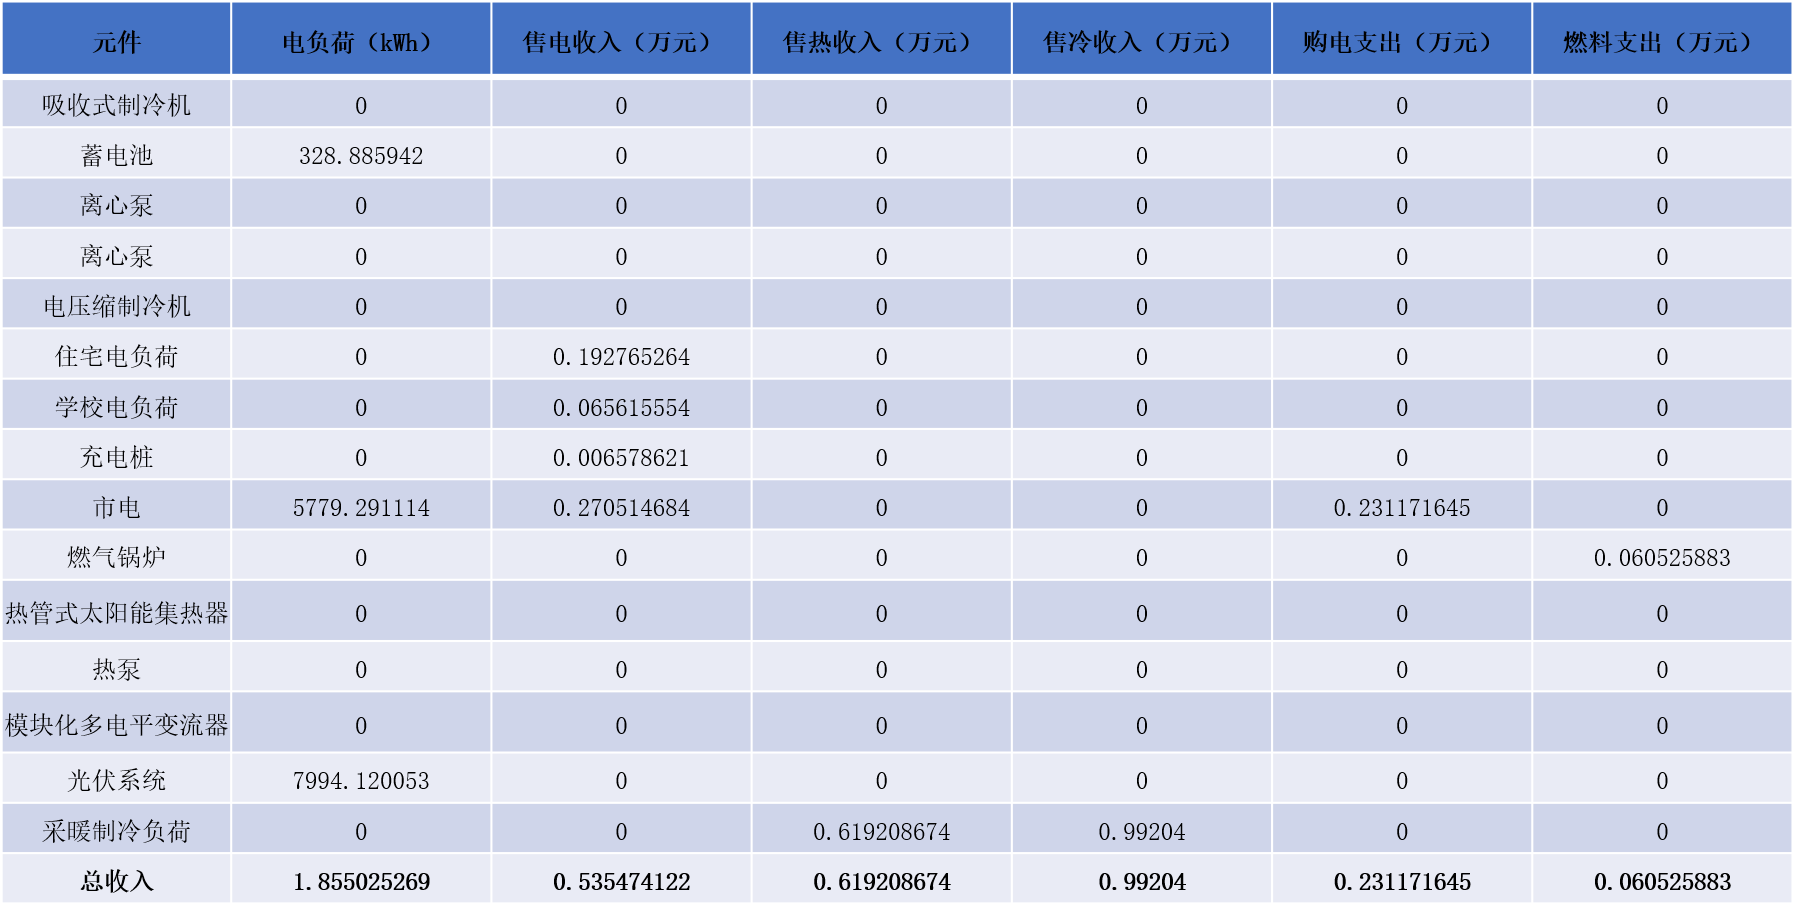 元件 电负荷（kWh） 售电收入（万元） 售热收入（万元） 售冷收入（万元） 购电支出（万元） 燃料支出（万元）
吸收式制冷机 0 0 0 0 0 0
蓄电池 328.885942 0 0 0 0 0
离心泵 0 0 0 0 0 0
离心泵 0 0 0 0 0 0
电压缩制冷机 0 0 0 0 0 0
住宅电负荷 0 0.192765264 0 0 0 0
学校电负荷 0 0.065615554 0 0 0 0
充电桩 0 0.006578621 0 0 0 0
市电 5779.291114 0.270514684 0 0 0.231171645 0
燃气锅炉 0 0 0 0 0 0.060525883
热管式太阳能集热器 0 0 0 0 0 0
热泵 0 0 0 0 0 0
模块化多电平变流器 0 0 0 0 0 0
光伏系统 7994.120053 0 0 0 0 0
采暖制冷负荷 0 0 0.619208674 0.99204 0 0
总收入 1.855025269 0.535474122 0.619208674 0.99204 0.231171645 0.060525883